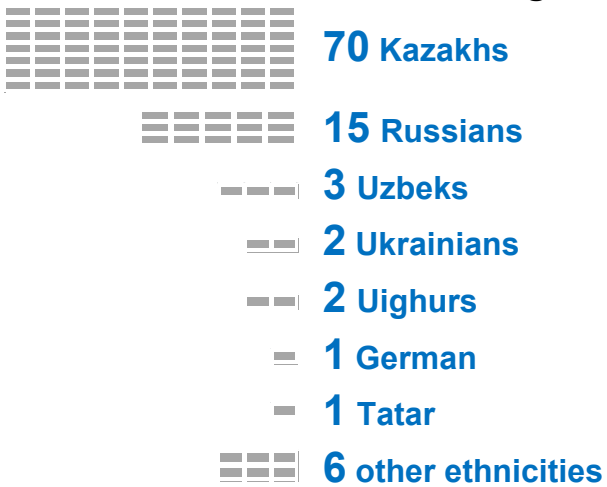 70 Kazakhs
15 Russians
3 Uzbeks
2 Ukrainians
2 Uighurs
1 German
1 Tatar
6 other ethnicities